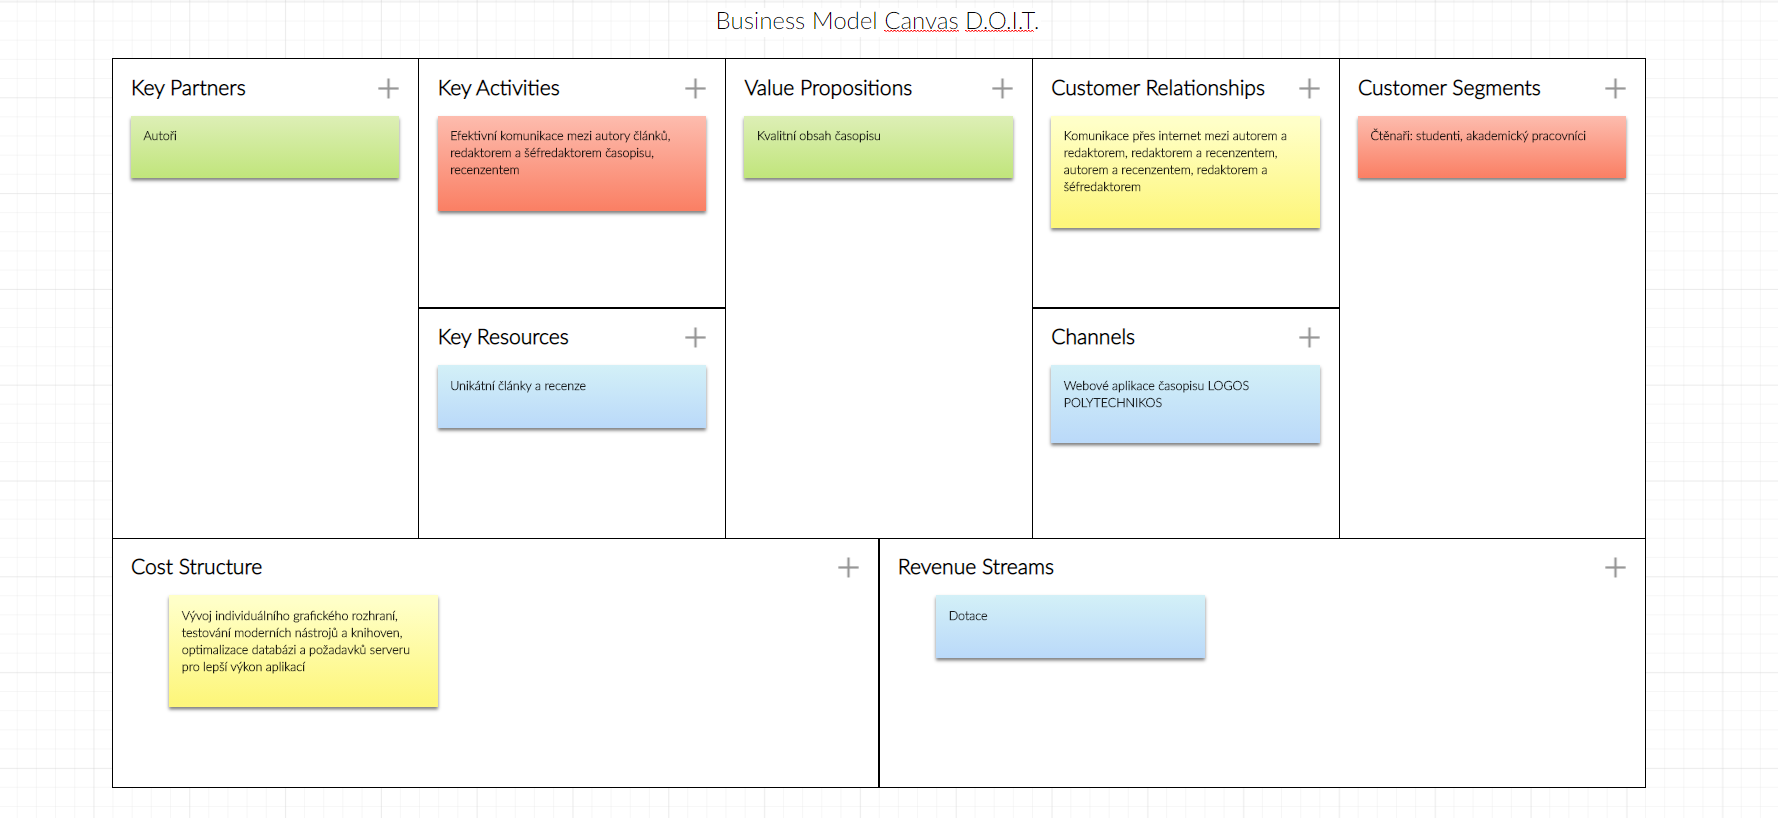 Business Model Canvas D.O.I.T.
Key Partners
Autoři
Key Activities
Efektivní komunikace mezi autory článků,
redaktorem a šéfredaktorem časopisu,
recenzentem
Key Resources
Unikátní články a recenze
Value Propositions
Kvalitní obsah časopisu
Customer Relationships
Komunikace přes internet mezi autorem a
redaktorem, redaktorem a recenzentem,
autorem a recenzentem, redaktorem a
šéfredaktorem
Channels
Webové aplikace časopisu LOGOS
POLYTECHNIKOS
Customer Segments
Čtěnaři: studenti, akademický pracovníci
Cost Structure
Vývoj individuálního grafického rozhraní,
testování moderních nástrojů a knihoven,
optimalizace databází a požadavků serveru
pro lepší výkon aplikací
Revenue Streams
Dotace